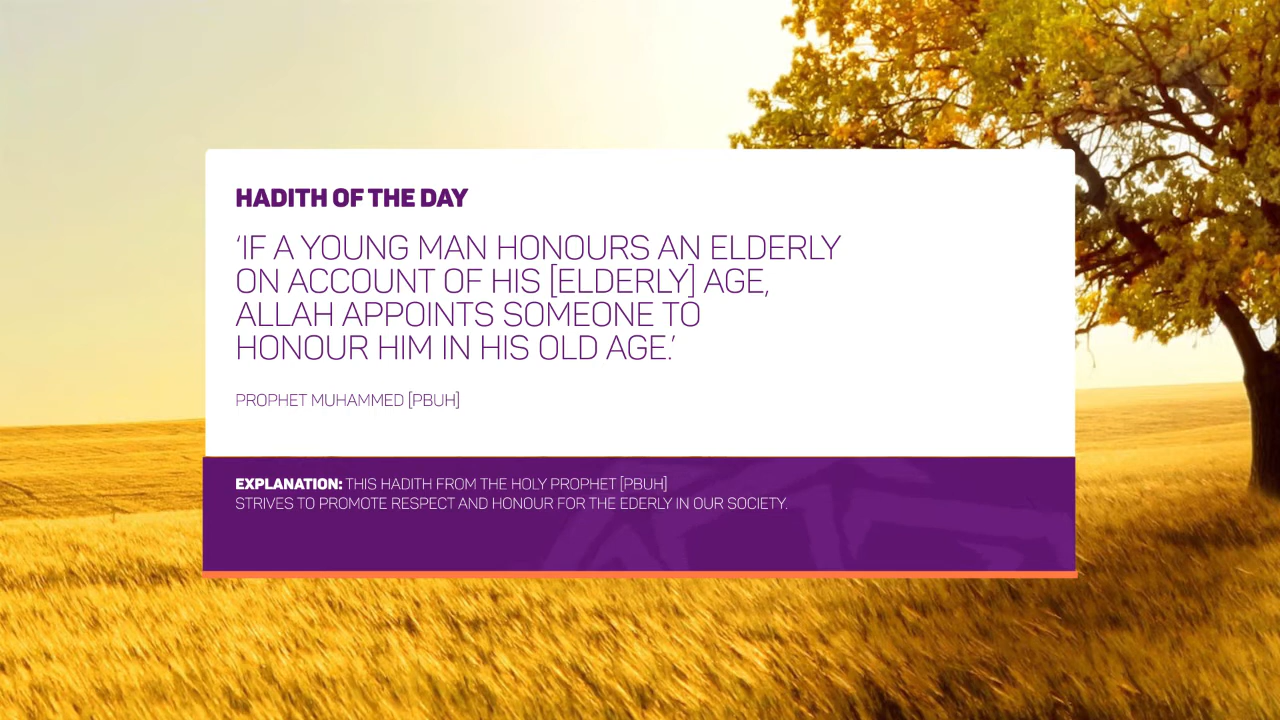 HADITH OF THE DAY
‘IF A YOUNG MAN HONOURS AN ELDERLY
ON ACCOUNT OF HIS [ELDERLY] AGE,
ALLAH APPOINTS SOMEONE TO
HONOUR HIM IN HIS OLD AGE.’
PROPHET MUHAMMED [PBUH]
EXPLANATION: THIS HADITH FROM THE HOLY PROPHET [PBUH]
STRIVES TO PROMOTE RESPECT AND HONOUR FOR THE EDERLY IN OUR SOCIETY.